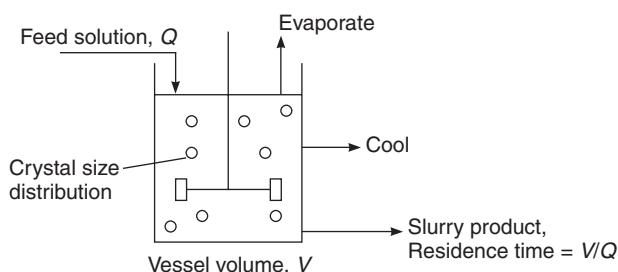 Evaporate
Feed solution, Q
Cool
Crystal size
distribution
Slurry product,
Residence time = V/Q
Vessel volume, V